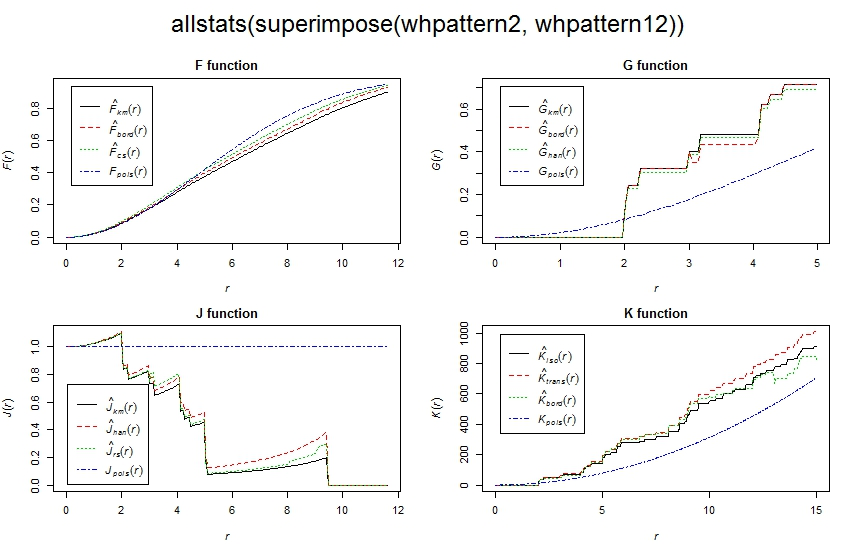 allstats(superimpose(whpattern2, whpattern12))
F function
F(r)
0.0 0.2 0.4 0.6 0.8
F̂km(r)
F̂bord(r)
F̂cs(r)
Fpois(r)
0 2 4 6 8 10 12
r
G function
G(r)
0.0 0.2 0.4 0.6
Ĝkm(r)
Ĝbord(r)
Ĝhan(r)
Gpois(r)
0 1 2 3 4 5
r
J function
J(r)
0.0 0.2 0.4 0.6 0.8 1.0
Ĵkm(r)
Ĵhan(r)
Ĵrs(r)
Jpois(r)
0 2 4 6 8 10 12
r
K function
K(r)
0 200 400 600 800 1000
K̂iso(r)
K̂trans(r)
K̂bord(r)
Kpois(r)
0 5 10 15
r